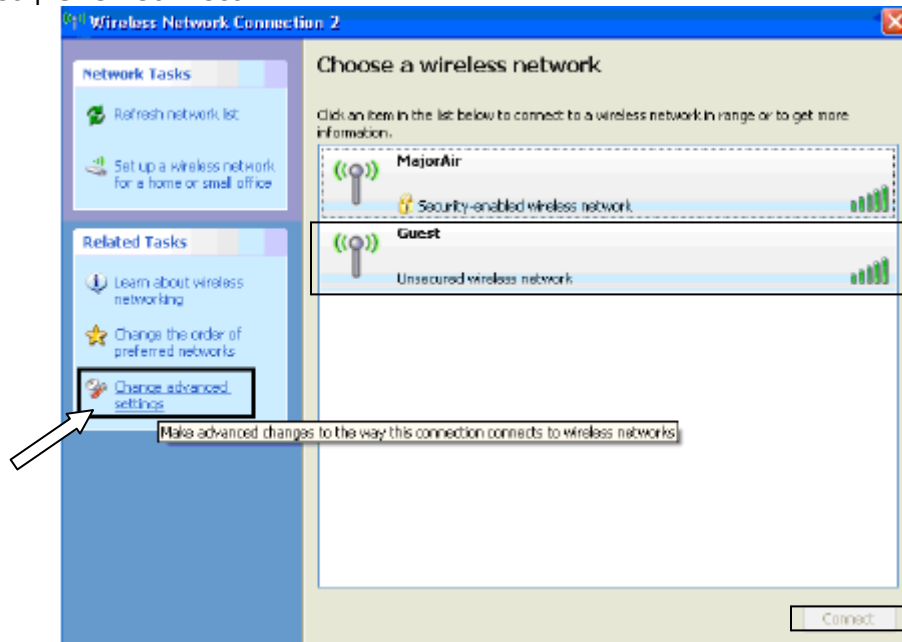 Wireless Network Connection 2
Network Tasks
Refresh network list
Set up a wireless network
for a home or small office
Related Tasks
Learn about wireless
networking
Change the order of
preferred networks
Change advanced
settings
Choose a wireless network
Click an item in the list below to connect to a wireless network in range or to get more
information.
MajorAir
Security-enabled wireless network
Guest
Unsecured wireless network
Make advanced changes to the way this connection connects to wireless networks
Connect